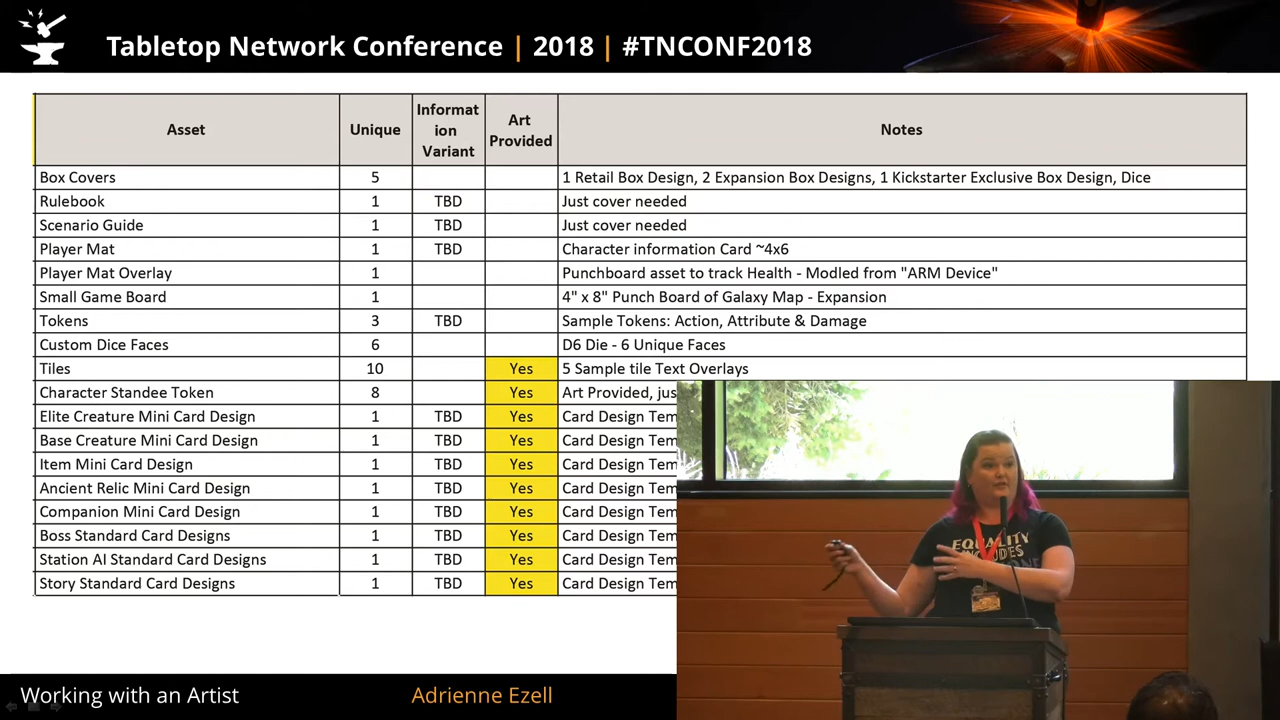 Tabletop Network Conference | 2018 | #TNCONF2018
Asset Unique Informat ion Variant Art Provided Notes
Box Covers 5 1 Retail Box Design, 2 Expansion Box Designs, 1 Kickstarter Exclusive Box Design, Dice
Rulebook 1 TBD Just cover needed
Scenario Guide 1 TBD Just cover needed
Player Mat 1 TBD Character information Card ~4x6
Player Mat Overlay 1 Punchboard asset to track Health - Modled from "ARM Device"
Small Game Board 1 4" x 8" Punch Board of Galaxy Map - Expansion
Tokens 3 TBD Sample Tokens: Action, Attribute & Damage
Custom Dice Faces 6 D6 Die - 6 Unique Faces
Tiles 10 Yes 5 Sample tile Text Overlays
Character Standee Token 8 Yes Art Provided, jus
Elite Creature Mini Card Design 1 TBD Yes Card Design Tem
Base Creature Mini Card Design 1 TBD Yes Card Design Tem
Item Mini Card Design 1 TBD Yes Card Design Tem
Ancient Relic Mini Card Design 1 TBD Yes Card Design Tem
Companion Mini Card Design 1 TBD Yes Card Design Tem
Boss Standard Card Designs 1 TBD Yes Card Design Tem
Station AI Standard Card Designs 1 TBD Yes Card Design Tem
Story Standard Card Designs 1 TBD Yes Card Design Tem
EQUALITY
INCLUDES
Working with an Artist Adrienne Ezell